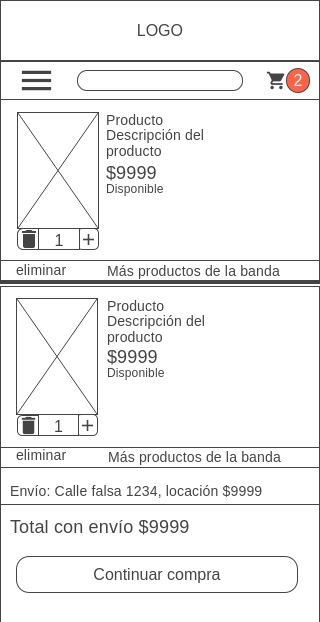 LOGO
2
Producto
Descripción del
producto
$9999
Disponible
1 +
eliminar Más productos de la banda
Producto
Descripción del
producto
$9999
Disponible
1 +
eliminar Más productos de la banda
Envío: Calle falsa 1234, locación $9999
Total con envío $9999
Continuar compra